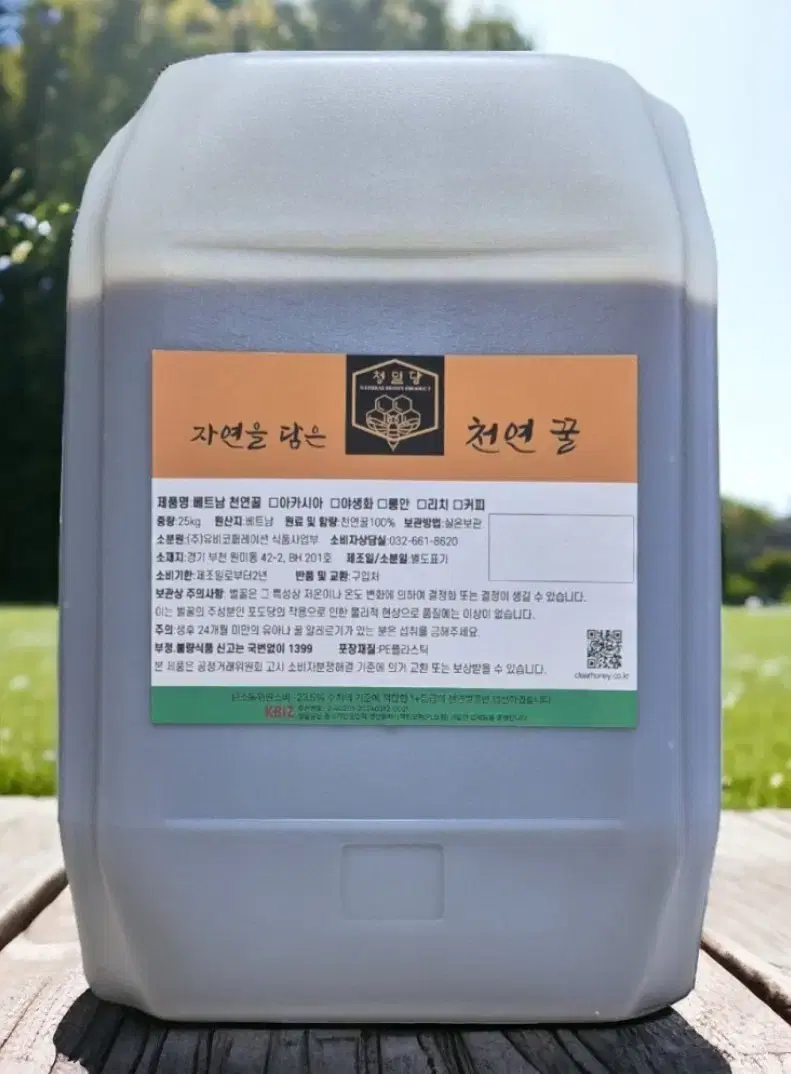 청밀당
NATURAL HONEY PRODUCT
자연을 담은 천연 꿀
제품명:베트남 천연꿀 □아카시아 □야생화 □롱안 □리치 □커피
중량:25kg 원산지:베트남 원료 및 함량:천연꿀100% 보관방법:실온보관
소분원:(주)유비코퍼레이션 식품사업부 소비자상담실:032-661-8620
소재지:경기 부천 원미동 42-2, BH 201호 제조일/소분일:별도표기
소비기한:제조일로부터2년 반품 및 교환:구입처
보관상 주의사항: 벌꿀은 그 특성상 저온이나 온도 변화에 의하여 결정화 또는 결정이 생길 수 있습니다.
이는 벌꿀의 주성분인 포도당의 작용으로 인한 물리적 현상으로 품질에는 이상이 없습니다.
주의:생후 24개월 미만의 유아나 꿀 알레르기가 있는 분은 섭취를 금해주세요.
부정.불량식품 신고는 국번없이 1399 포장재질:PE플라스틱
본 제품은 공정거래위원회 고시 소비자분쟁해결 기준에 의거 교환 또는 보상받을 수 있습니다.
clearhoney.co.kr
23.5%
KBIZ